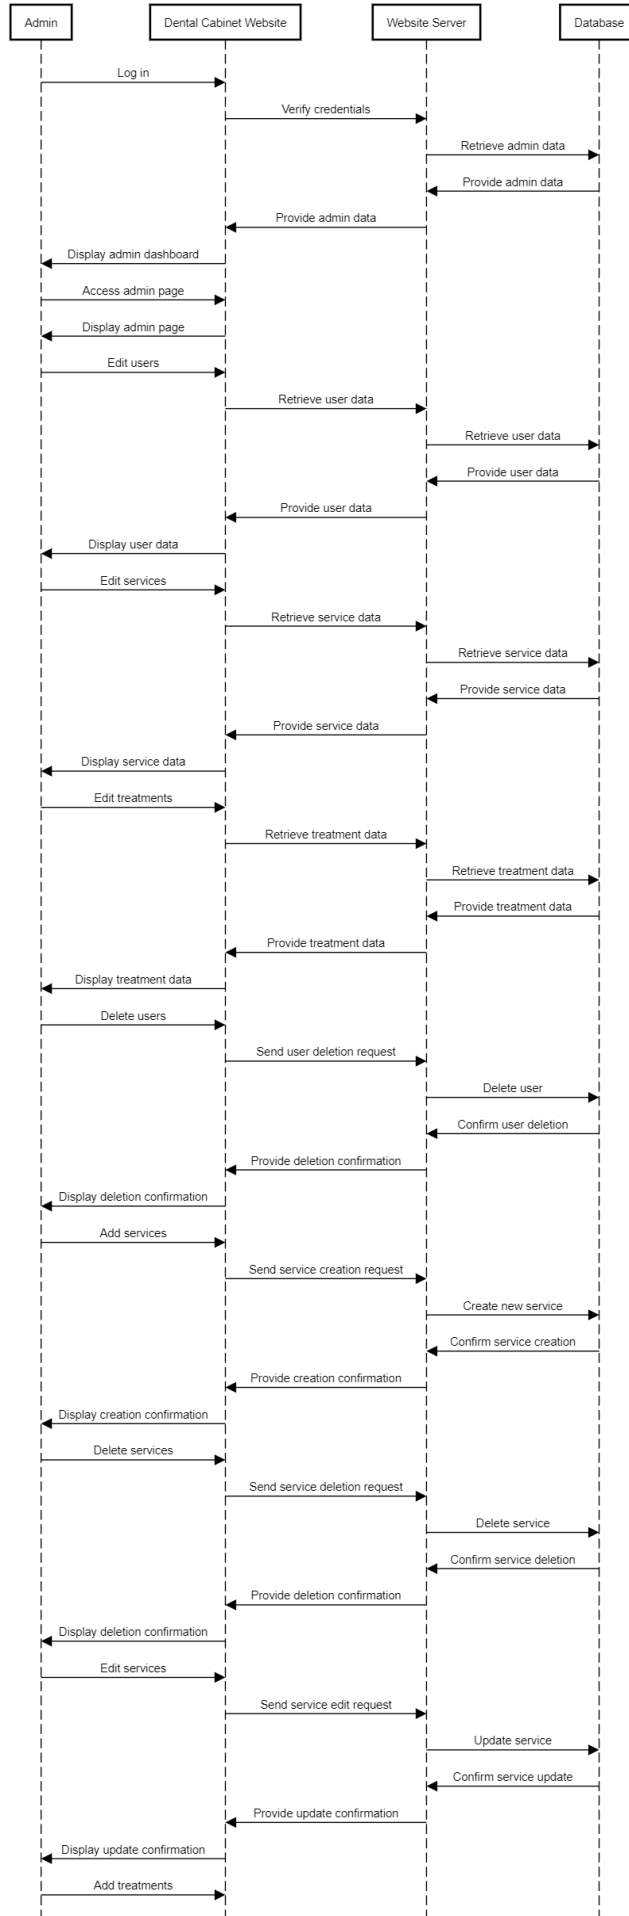 Admin
Dental Cabinet Website
Website Server
Database
Log in
Verify credentials
Retrieve admin data
Provide admin data
Provide admin data
Display admin dashboard
Access admin page
Display admin page
Edit users
Retrieve user data
Retrieve user data
Provide user data
Provide user data
Display user data
Edit services
Retrieve service data
Retrieve service data
Provide service data
Provide service data
Display service data
Edit treatments
Retrieve treatment data
Retrieve treatment data
Provide treatment data
Provide treatment data
Display treatment data
Delete users
Send user deletion request
Delete user
Confirm user deletion
Provide deletion confirmation
Display deletion confirmation
Add services
Send service creation request
Create new service
Confirm service creation
Provide creation confirmation
Display creation confirmation
Delete services
Send service deletion request
Delete service
Confirm service deletion
Provide deletion confirmation
Display deletion confirmation
Edit services
Send service edit request
Update service
Confirm service update
Provide update confirmation
Display update confirmation
Add treatments